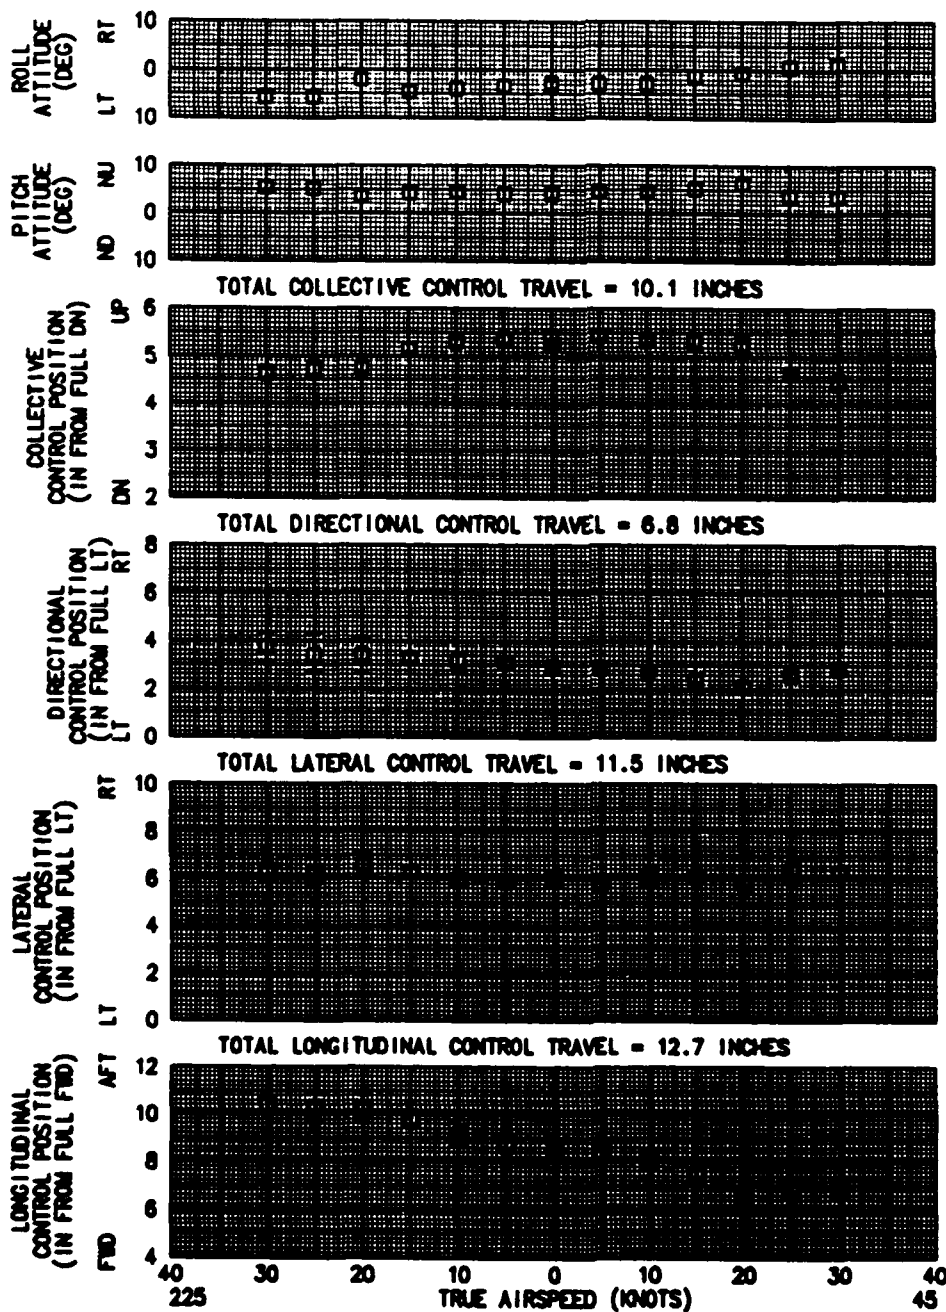 ROLL
ATTITUDE
(DEG)
LT RT
10
0
10
PITCH
ATTITUDE
(DEG)
ND NU
10
0
10
TOTAL COLLECTIVE CONTROL TRAVEL = 10.1 INCHES
COLLECTIVE
CONTROL POSITION
(IN FROM FULL DN)
DN UP
6
5
4
3
2
TOTAL DIRECTIONAL CONTROL TRAVEL = 6.8 INCHES
DIRECTIONAL
CONTROL POSITION
(IN FROM FULL LT)
LT RT
8
6
4
2
0
TOTAL LATERAL CONTROL TRAVEL = 11.5 INCHES
LATERAL
CONTROL POSITION
(IN FROM FULL LT)
LT RT
10
8
6
4
2
0
TOTAL LONGITUDINAL CONTROL TRAVEL = 12.7 INCHES
LONGITUDINAL
CONTROL POSITION
(IN FROM FULL FWD)
FWD AFT
12
10
8
6
4
40 30 20 10 0 10 20 30 40
225 TRUE AIRSPEED (KNOTS) 45